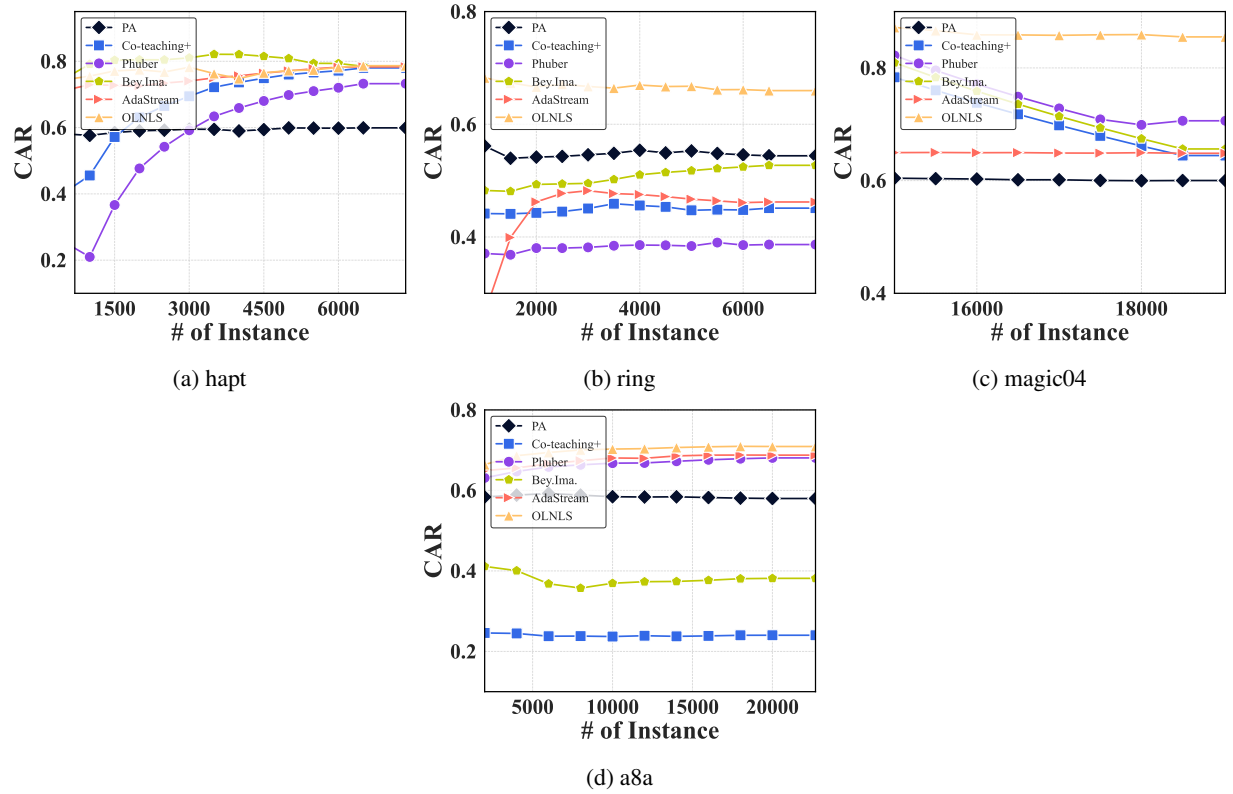 CAR
0.8
0.6
0.4
0.2
PA
Co-teaching+
Phuber
Bey.Ima.
AdaStream
OLNLS
1500 3000 4500 6000
# of Instance
(a) hapt
CAR
0.8
0.6
0.4
PA
Co-teaching+
Phuber
Bey.Ima.
AdaStream
OLNLS
2000 4000 6000
# of Instance
(b) ring
CAR
0.8
0.6
0.4
PA
Co-teaching+
Phuber
Bey.Ima.
AdaStream
OLNLS
16000 18000
# of Instance
(c) magic04
CAR
0.8
0.6
0.4
0.2
PA
Co-teaching+
Phuber
Bey.Ima.
AdaStream
OLNLS
5000 10000 15000 20000
# of Instance
(d) a8a